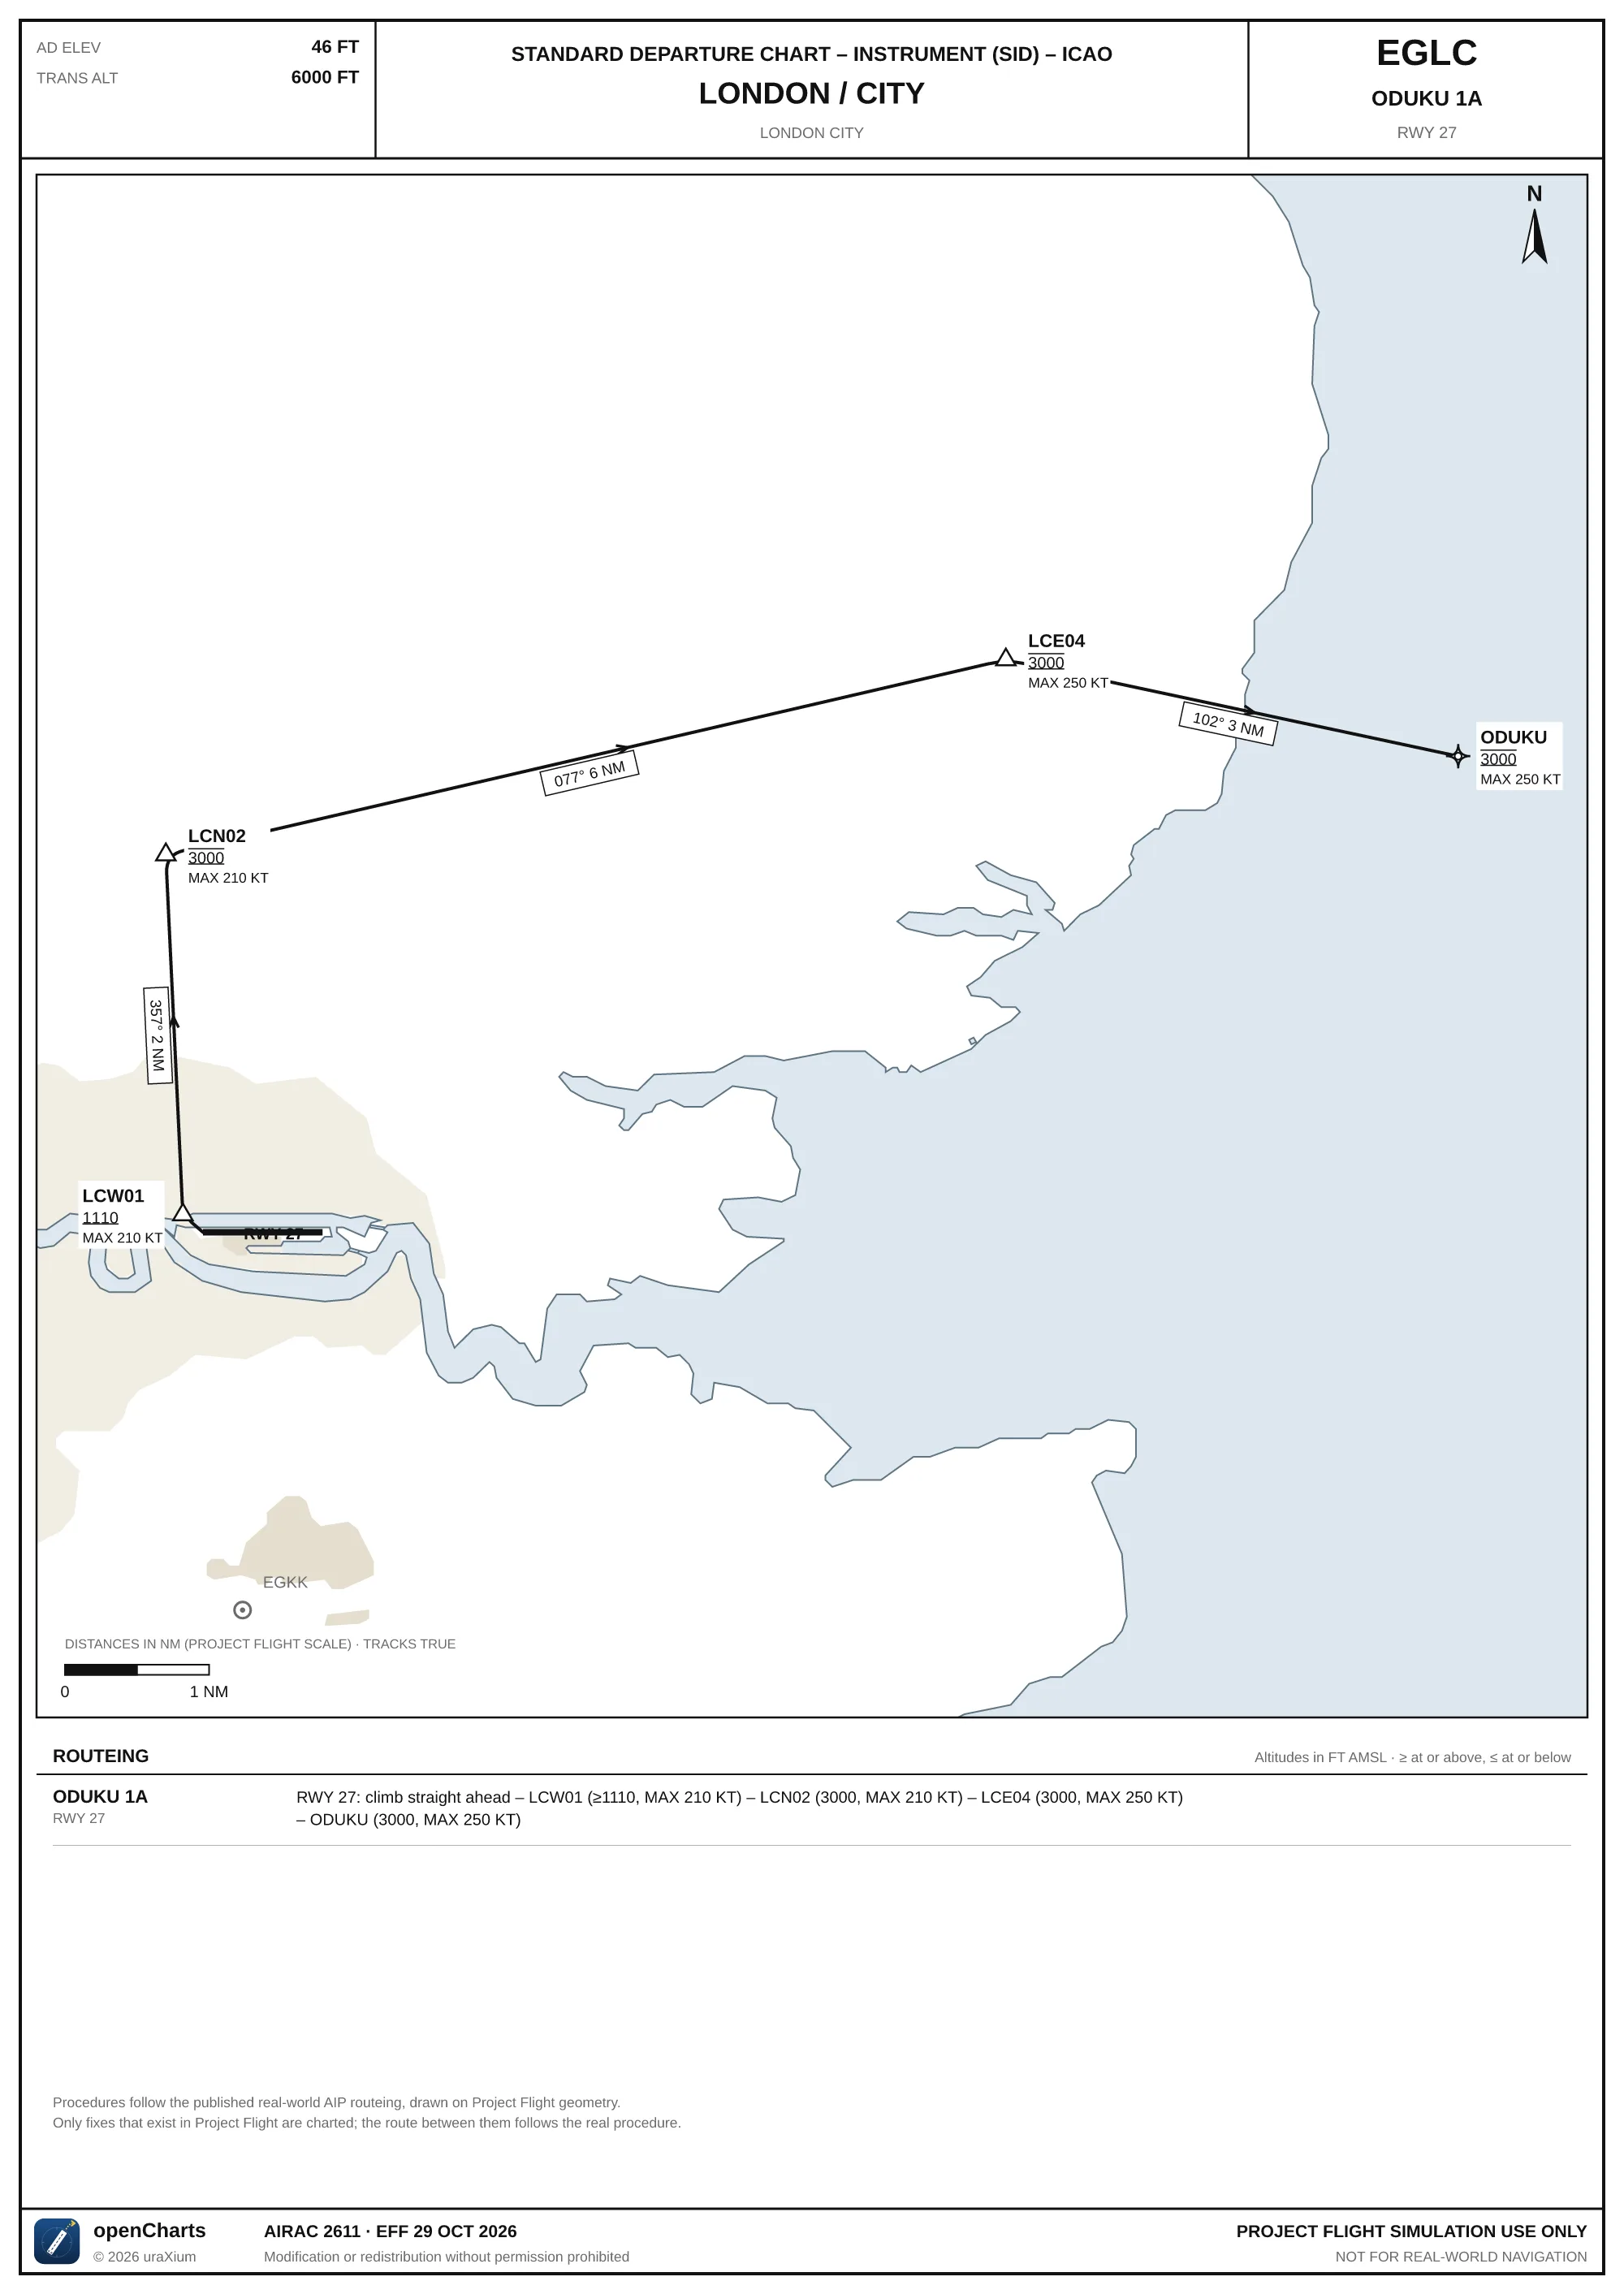 AD ELEV 46 FT
TRANS ALT 6000 FT
STANDARD DEPARTURE CHART – INSTRUMENT (SID) – ICAO
LONDON / CITY
LONDON CITY
EGLC
ODUKU 1A
RWY 27
N
LCE04
3000
MAX 250 KT
102° 3 NM
ODUKU
3000
MAX 250 KT
077° 6 NM
LCN02
3000
MAX 210 KT
357° 2 NM
LCW01
1110
MAX 210 KT
RWY 27
EGKK
DISTANCES IN NM (PROJECT FLIGHT SCALE) · TRACKS TRUE
0 1 NM
ROUTEING
Altitudes in FT AMSL · ≥ at or above, ≤ at or below
ODUKU 1A
RWY 27
RWY 27: climb straight ahead – LCW01 (≥1110, MAX 210 KT) – LCN02 (3000, MAX 210 KT) – LCE04 (3000, MAX 250 KT)
– ODUKU (3000, MAX 250 KT)
Procedures follow the published real-world AIP routeing, drawn on Project Flight geometry.
Only fixes that exist in Project Flight are charted; the route between them follows the real procedure.
openCharts
© 2026 uraXium
AIRAC 2611 · EFF 29 OCT 2026
Modification or redistribution without permission prohibited
PROJECT FLIGHT SIMULATION USE ONLY
NOT FOR REAL-WORLD NAVIGATION